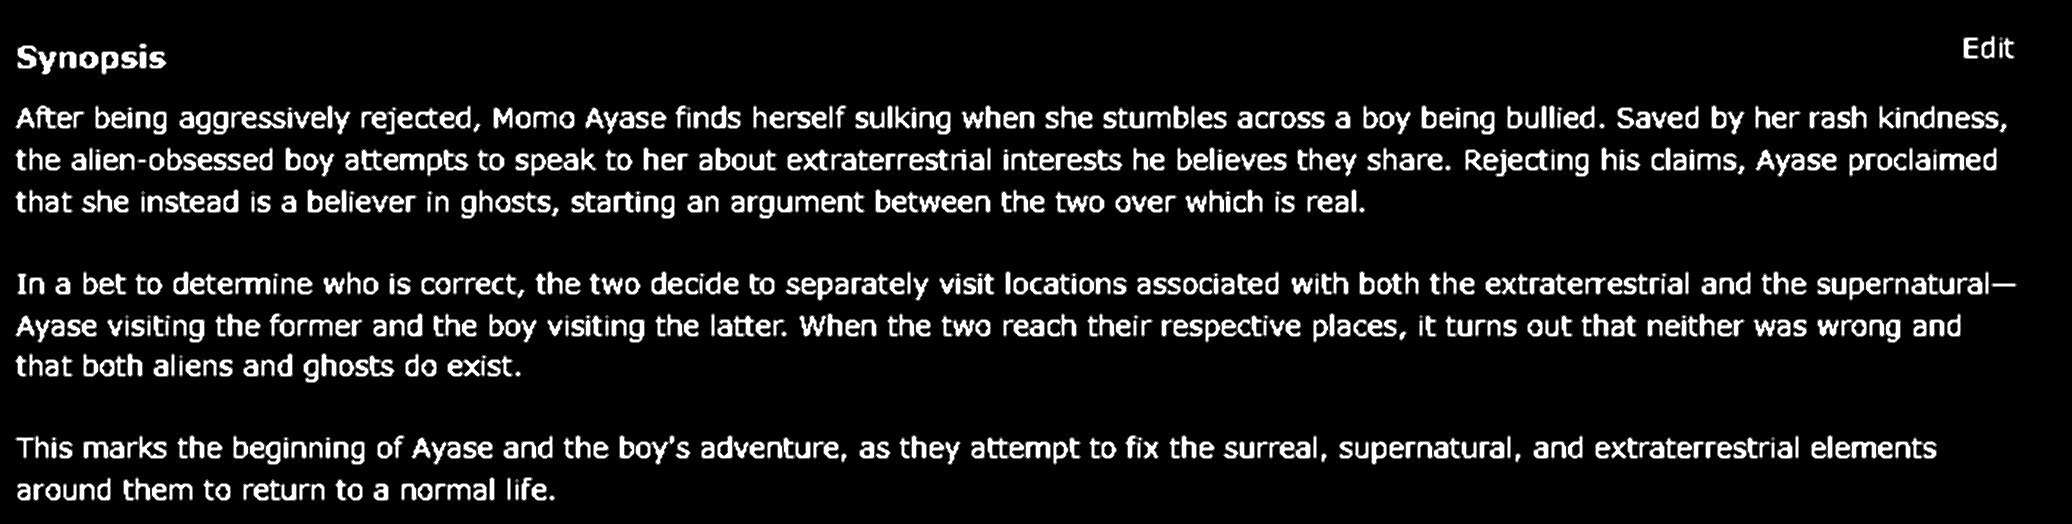 Synopsis
Edit
After being aggressively rejected, Momo Ayase finds herself sulking when she stumbles across a boy being bullied. Saved by her rash kindness,
the alien-obsessed boy attempts to speak to her about extraterrestrial interests he believes they share. Rejecting his claims, Ayase proclaimed
that she instead is a believer in ghosts, starting an argument between the two over which is real.
In a bet to determine who is correct, the two decide to separately visit locations associated with both the extraterrestrial and the supernatural—
Ayase visiting the former and the boy visiting the latter. When the two reach their respective places, it turns out that neither was wrong and
that both aliens and ghosts do exist.
This marks the beginning of Ayase and the boy's adventure, as they attempt to fix the surreal, supernatural, and extraterrestrial elements
around them to return to a normal life.